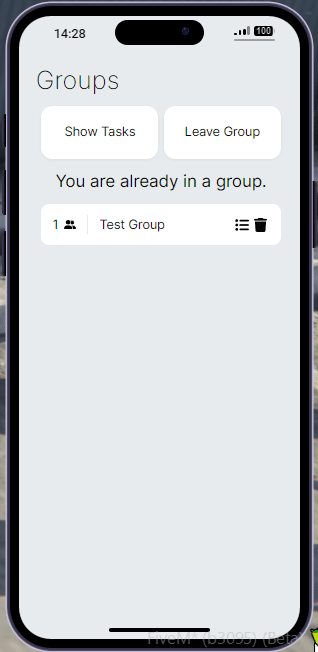 14:28
100
Groups
Show Tasks
Leave Group
You are already in a group.
1
Test Group
FiveM* (b3095) (Beta)